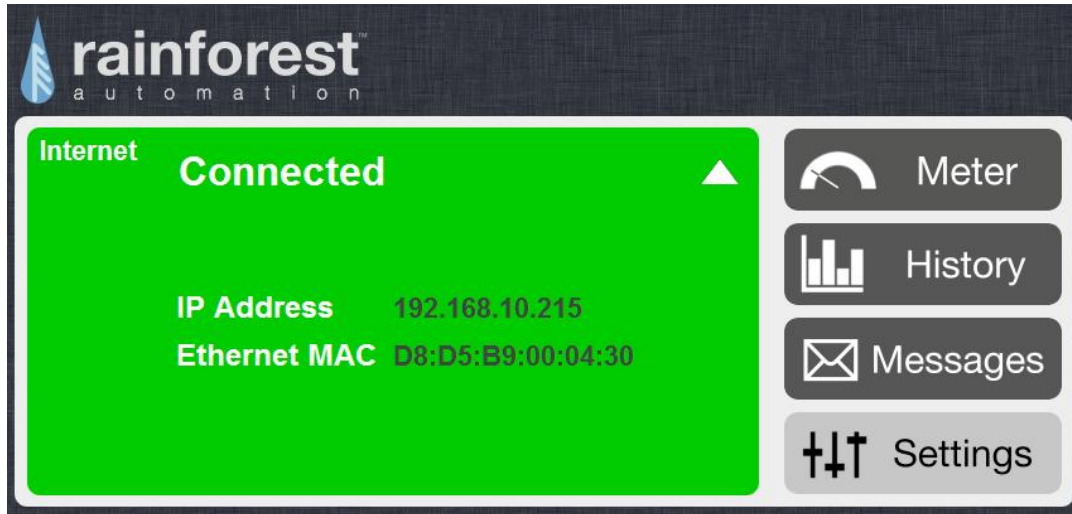 rainforest™
automation
Internet
Connected
IP Address 192.168.10.215
Ethernet MAC D8:D5:B9:00:04:30
Meter
History
Messages
Settings